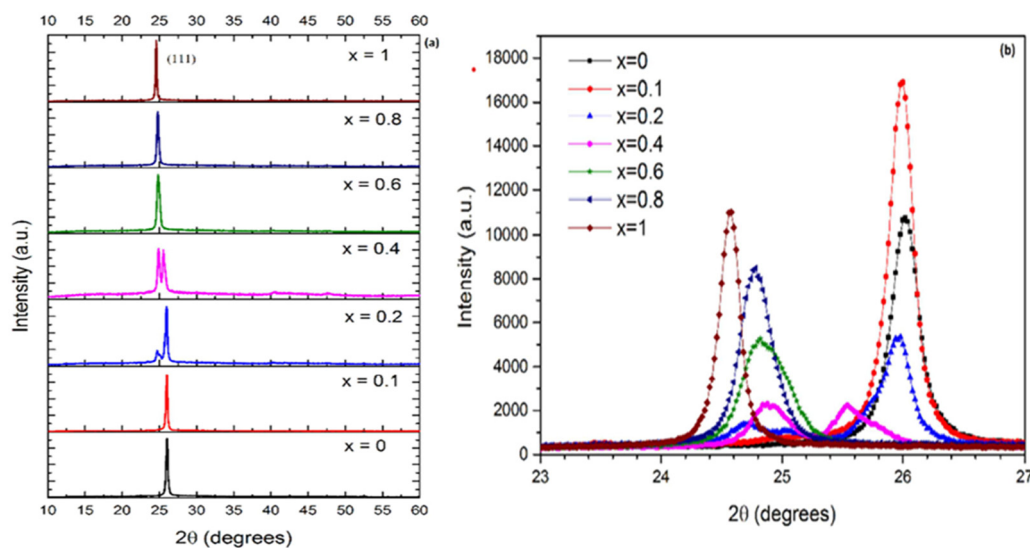 10 15 20 25 30 35 40 45 50 55 60
(a)
(111)
x = 1
x = 0.8
x = 0.6
x = 0.4
x = 0.2
x = 0.1
x = 0
Intensity (a.u.)
10 15 20 25 30 35 40 45 50 55 60
2θ (degrees)
(b)
18000
16000
14000
12000
10000
8000
6000
4000
2000
0
x=0
x=0.1
x=0.2
x=0.4
x=0.6
x=0.8
x=1
Intensity (a.u.)
23 24 25 26 27
2θ (degrees)